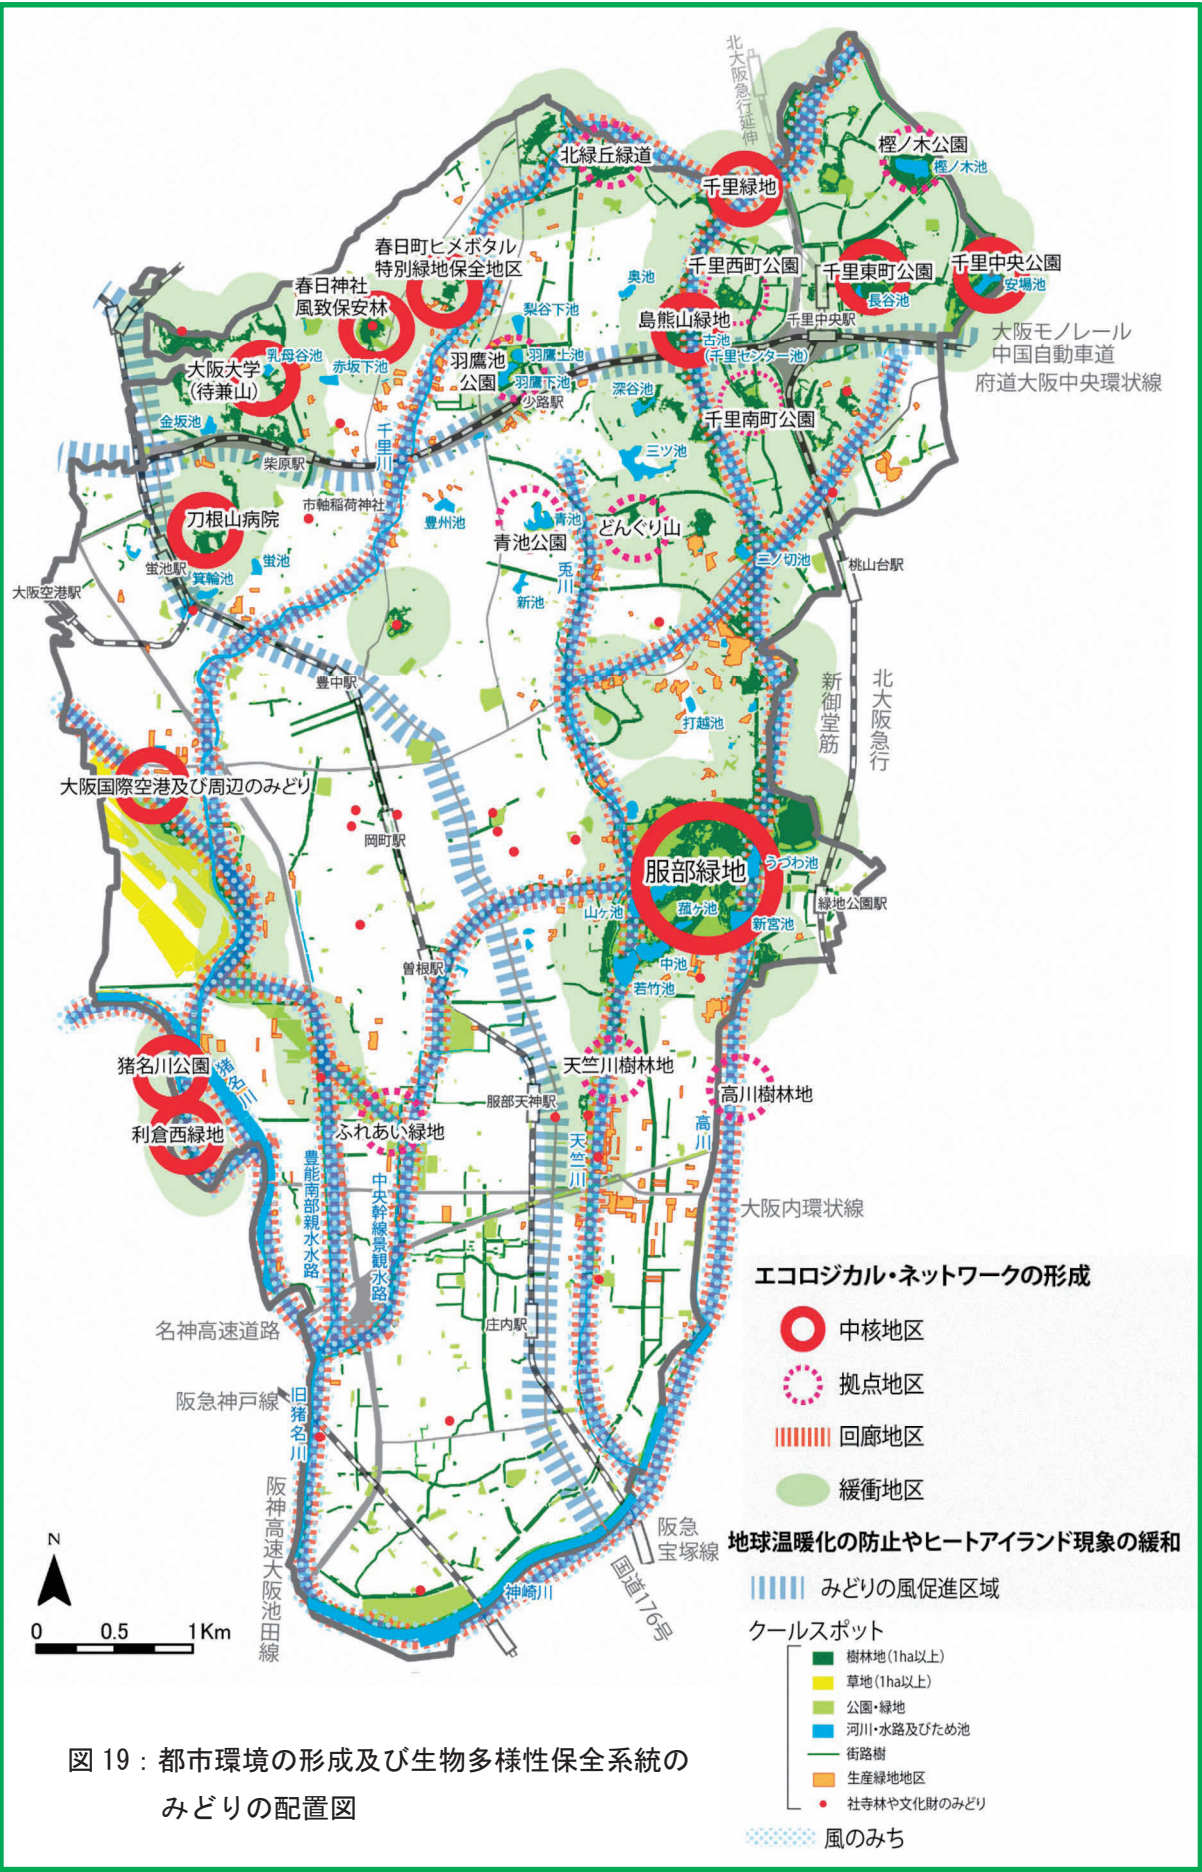 北大阪急行延伸
北緑丘緑道
樫ノ木公園
樫ノ木池
千里緑地
春日町ヒメボタル
特別緑地保全地区
千里西町公園
千里東町公園
千里中央公園
安場池
長谷池
奥池
春日神社
風致保安林
梨谷下池
島熊山緑地
千里中央駅
古池
(千里センター池)
大阪モノレール
中国自動車道
府道大阪中央環状線
乳母谷池
大阪大学
(待兼山)
赤坂下池
羽鷹池
公園
羽鷹上池
羽鷹下池
少路駅
深谷池
千里南町公園
金坂池
千里川
柴原駅
三ツ池
市軸稲荷神社
刀根山病院
豊州池
青池
青池公園
どんぐり山
蛍池駅
蛍池
箕輪池
兎川
三ノ切池
桃山台駅
大阪空港駅
新池
豊中駅
新御堂筋
北大阪急行
打越池
大阪国際空港及び周辺のみどり
岡町駅
服部緑地
うづわ池
菰ヶ池
山ヶ池
新宮池
緑地公園駅
曽根駅
中池
若竹池
猪名川公園
猪名川
天竺川樹林地
高川樹林地
利倉西緑地
ふれあい緑地
服部天神駅
天竺川
高川
豊能南部親水水路
中央幹線景観水路
大阪内環状線
名神高速道路
庄内駅
阪急神戸線
旧猪名川
阪神高速大阪池田線
神崎川
国道176号
阪急
宝塚線
エコロジカル・ネットワークの形成
中核地区
拠点地区
回廊地区
緩衝地区
地球温暖化の防止やヒートアイランド現象の緩和
みどりの風促進区域
クールスポット
樹林地(1ha以上)
草地(1ha以上)
公園・緑地
河川・水路及びため池
街路樹
生産緑地地区
社寺林や文化財のみどり
風のみち
N
0 0.5 1Km
図 19：都市環境の形成及び生物多様性保全系統の
みどりの配置図